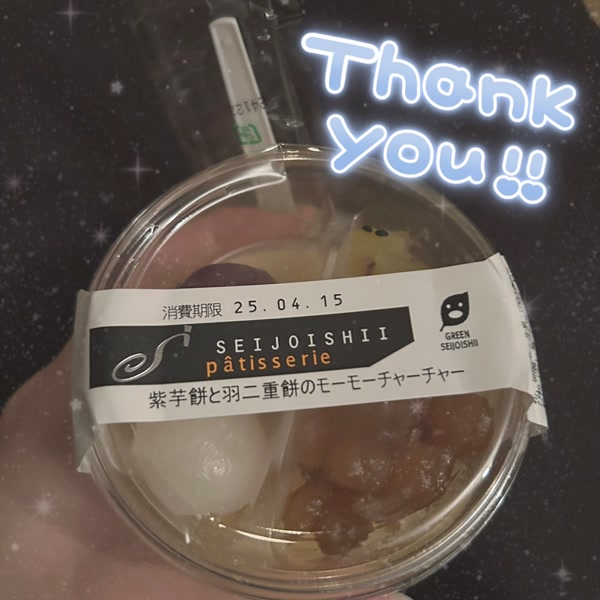 Thank
you!!
消費期限 25.04.15
SEIJOISHII
pâtisserie
GREEN
SEIJOISHII
紫芋餅と羽二重餅のモーモーチャーチャー